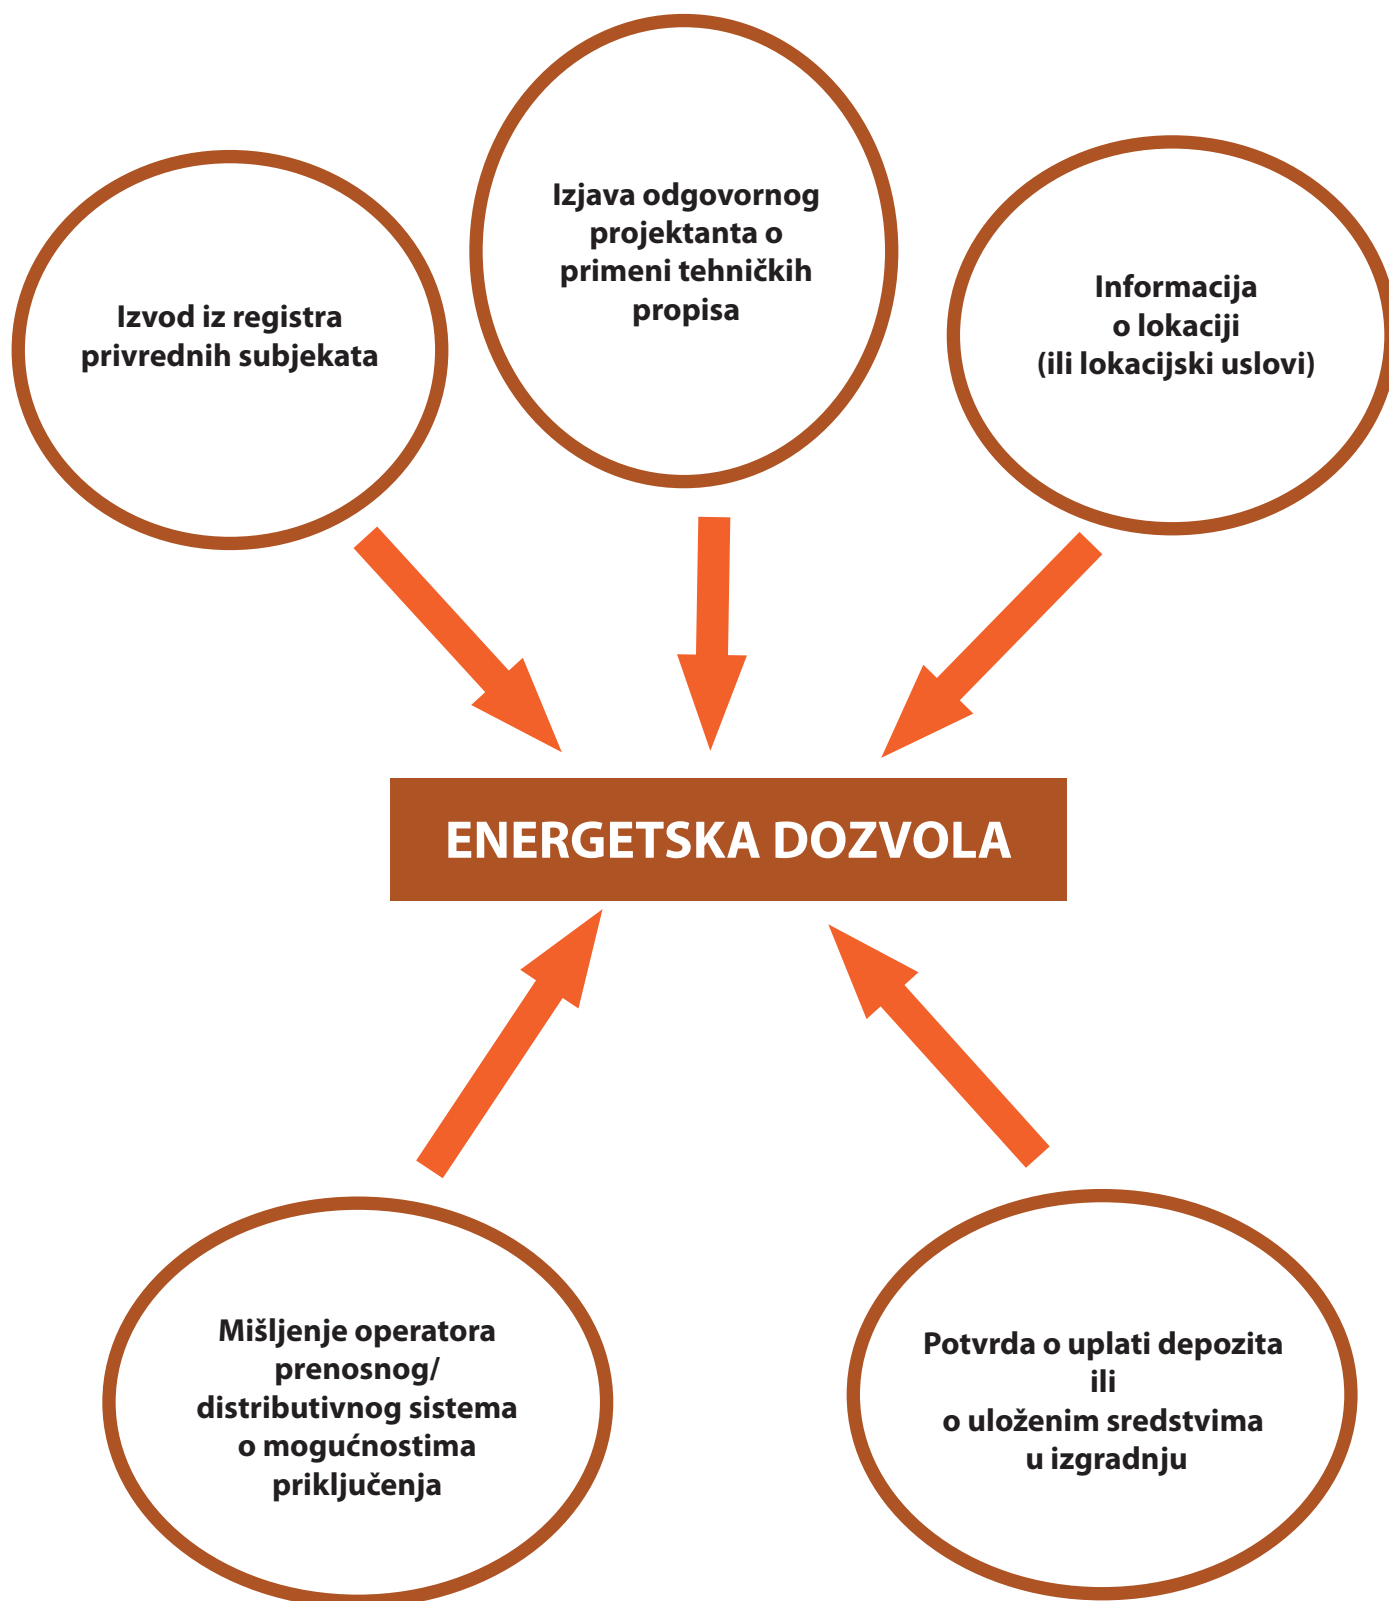 Izvod iz registra
privrednih subjekata
Izjava odgovornog
projektanta o
primeni tehničkih
propisa
Informacija
o lokaciji
(ili lokacijski uslovi)
ENERGETSKA DOZVOLA
Mišljenje operatora
prenosnog/
distributivnog sistema
o mogućnostima
priključenja
Potvrda o uplati depozita
ili
o uloženim sredstvima
u izgradnju